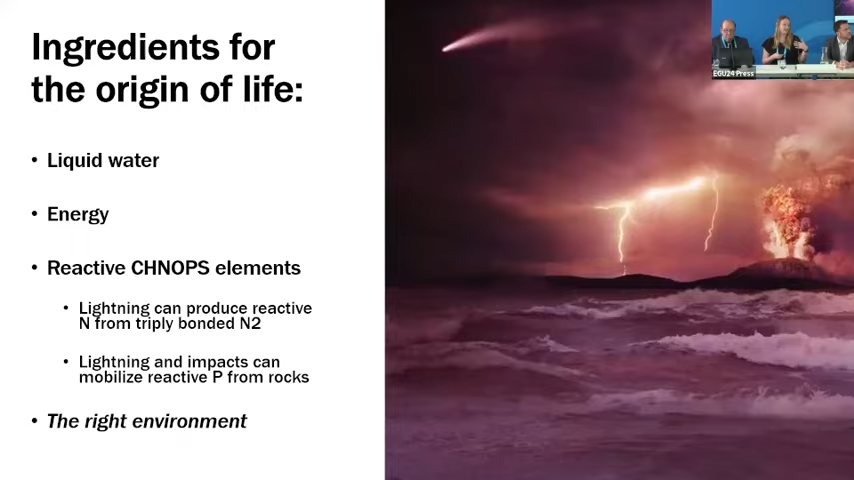 Ingredients for
the origin of life:
• Liquid water
• Energy
• Reactive CHNOPS elements
• Lightning can produce reactive
N from triply bonded N2
• Lightning and impacts can
mobilize reactive P from rocks
• The right environment
EGU24 Press